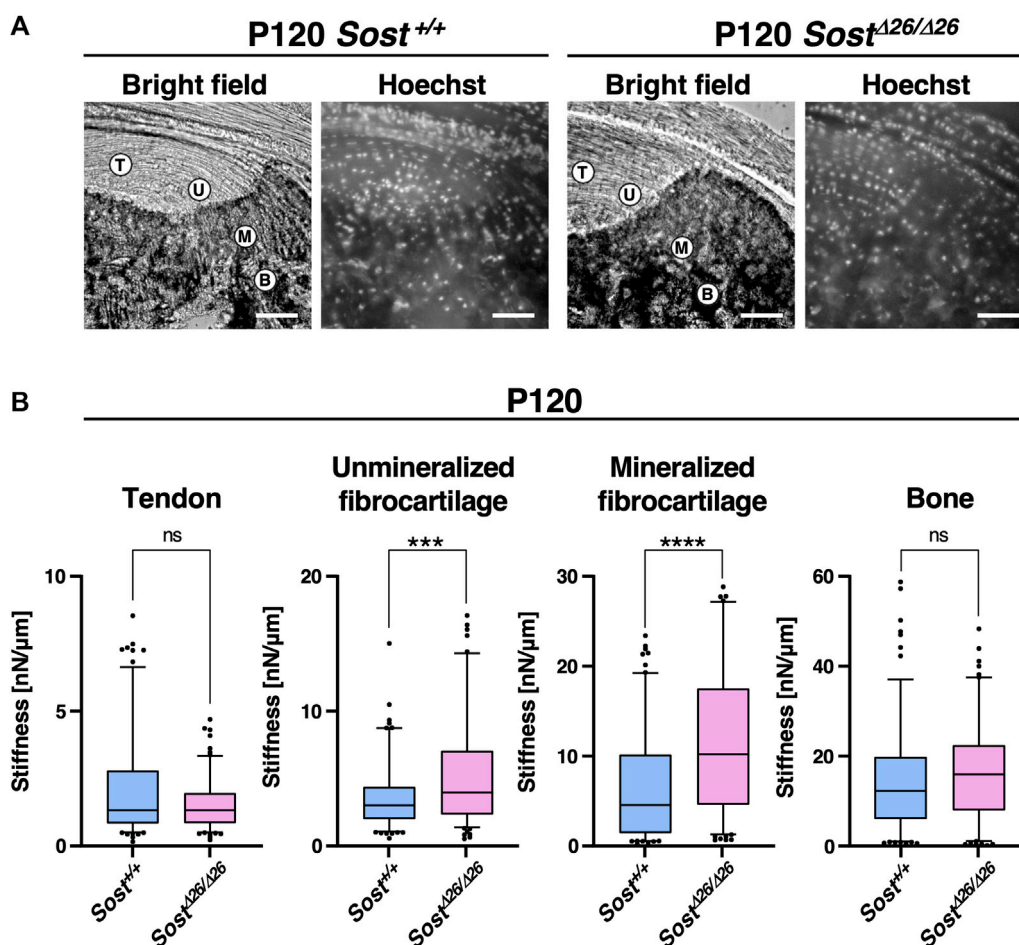 A
P120 Sost+/+
P120 SostΔ26/Δ26
Bright field
Hoechst
Bright field
Hoechst
T
U
M
B
T
U
M
B
B
P120
Tendon
Unmineralized
fibrocartilage
Mineralized
fibrocartilage
Bone
ns
***
****
ns
Stiffness [nN/μm]
10
5
0
Sost+/+
SostΔ26/Δ26
Stiffness [nN/μm]
20
10
0
Sost+/+
SostΔ26/Δ26
Stiffness [nN/μm]
30
20
10
0
Sost+/+
SostΔ26/Δ26
Stiffness [nN/μm]
60
40
20
0
Sost+/+
SostΔ26/Δ26